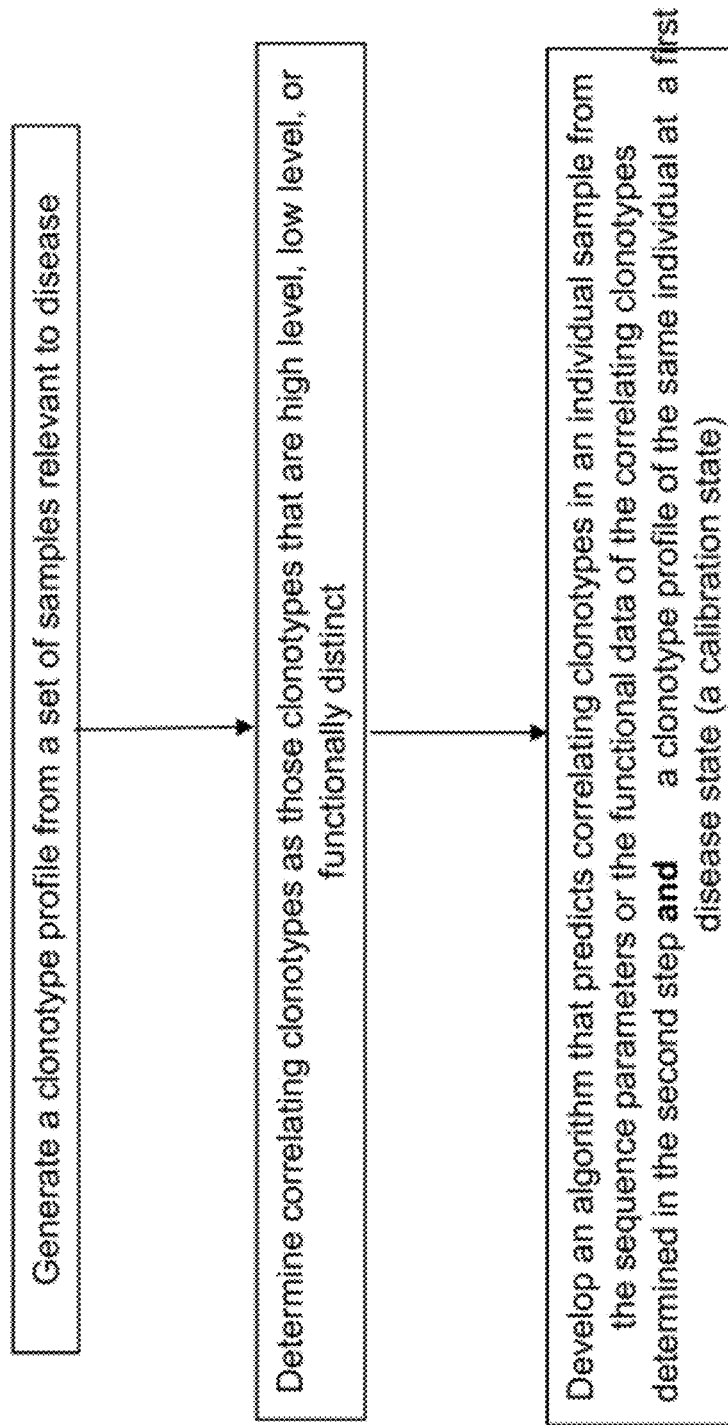 Generate a clonotype profile from a set of samples relevant to disease
Determine correlating clonotypes as those clonotypes that are high level, low level, or
functionally distinct
Develop an algorithm that predicts correlating clonotypes in an individual sample from
the sequence parameters or the functional data of the correlating clonotypes
determined in the second step and a clonotype profile of the same individual at a first
disease state (a calibration state)